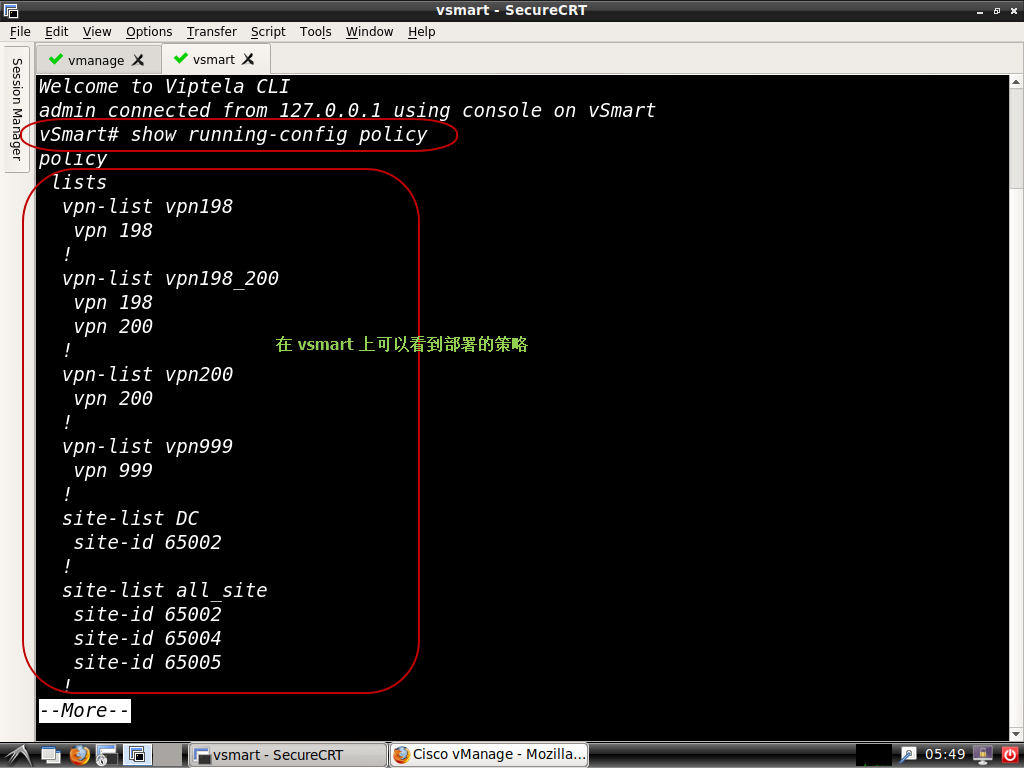 vsmart - SecureCRT
File Edit View Options Transfer Script Tools Window Help
vmanage vsmart
Session Manager
Welcome to Viptela CLI
admin connected from 127.0.0.1 using console on vSmart
vSmart# show running-config policy
policy
lists
vpn-list vpn198
vpn 198
!
vpn-list vpn198_200
vpn 198
vpn 200
在 vsmart 上可以看到部署的策略
!
vpn-list vpn200
vpn 200
!
vpn-list vpn999
vpn 999
!
site-list DC
site-id 65002
!
site-list all_site
site-id 65002
site-id 65004
site-id 65005
!
--More--
vsmart - SecureCRT Cisco vManage - Mozilla... 05:49